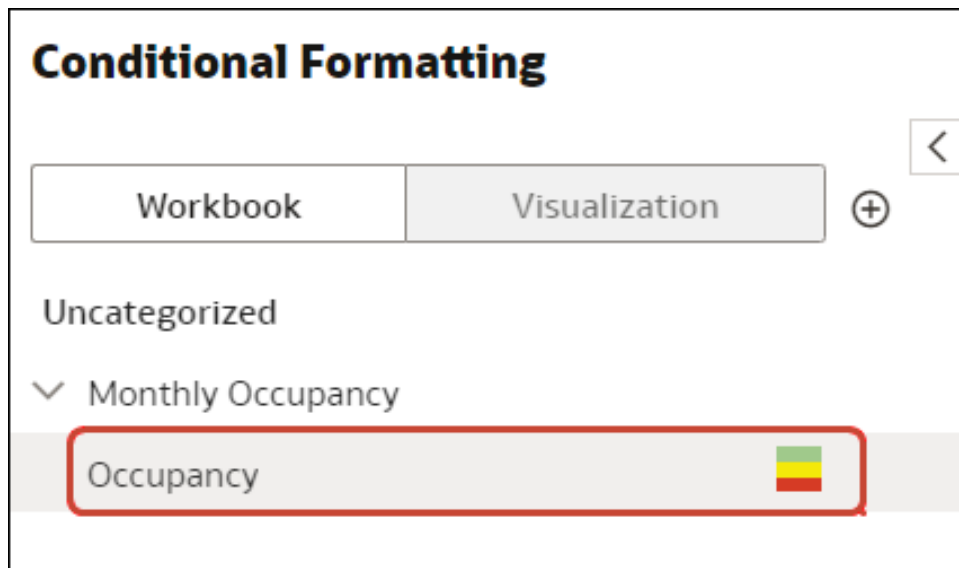 Conditional Formatting
Workbook Visualization
Uncategorized
Monthly Occupancy
Occupancy